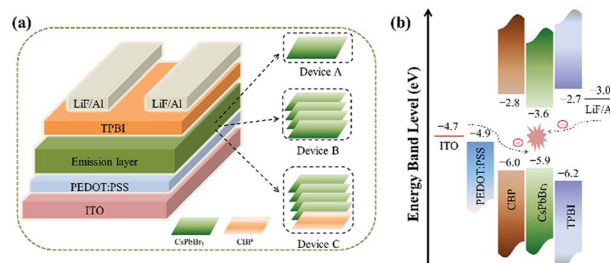 (a)
LiF/Al
LiF/Al
TPBI
Emission layer
PEDOT:PSS
ITO
Device A
Device B
Device C
CsPbBr₃
CBP
(b)
Energy Band Level (eV)
−4.7
ITO
−4.9
PEDOT:PSS
−2.8
−6.0
CBP
−3.6
−5.9
CsPbBr₃
−2.7
−6.2
TPBI
−3.0
LiF/A